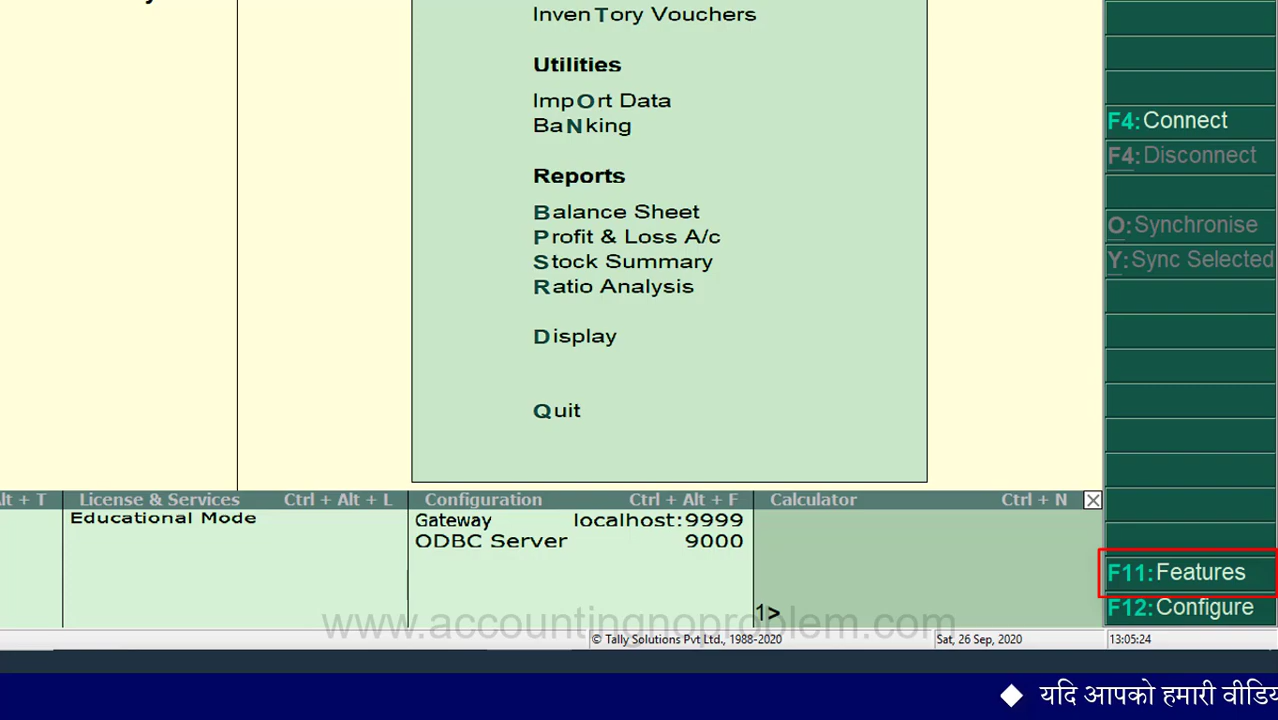 InvenTory Vouchers
Utilities
ImpOrt Data
BaNking
Reports
Balance Sheet
Profit & Loss A/c
Stock Summary
Ratio Analysis
Display
Quit
F4:Connect
F4:Disconnect
O:Synchronise
Y:Sync Selected
F11:Features
F12:Configure
lt + T License & Services Ctrl + Alt + L Configuration Ctrl + Alt + F Calculator Ctrl + N
Educational Mode
Gateway localhost:9999
ODBC Server 9000
1>
www.accountingnoproblem.com
© Tally Solutions Pvt Ltd., 1988-2020 Sat, 26 Sep, 2020 13:05:24
◆ यदि आपको हमारी वीडिय